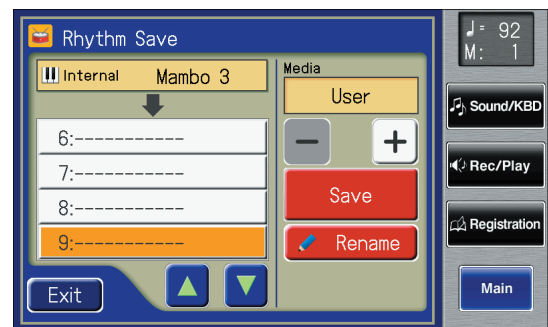 Rhythm Save
♩= 92
M: 1
Internal Mambo 3
Media
User
6:-----------
7:-----------
8:-----------
9:-----------
− +
Save
Rename
Exit
Sound/KBD
Rec/Play
Registration
Main